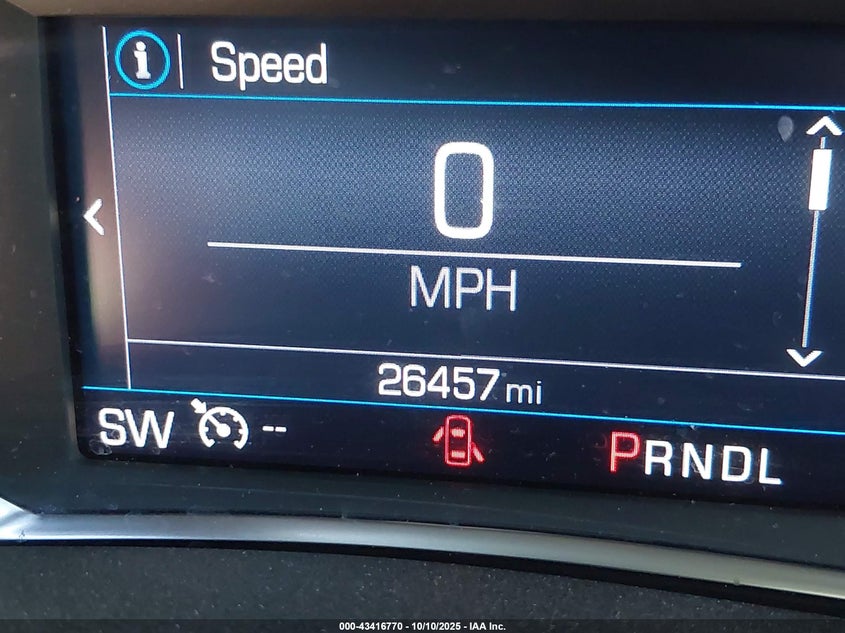 Speed
0
MPH
26457 mi
SW -- PRNDL
000-43416770 - 10/10/2025 - IAA Inc.